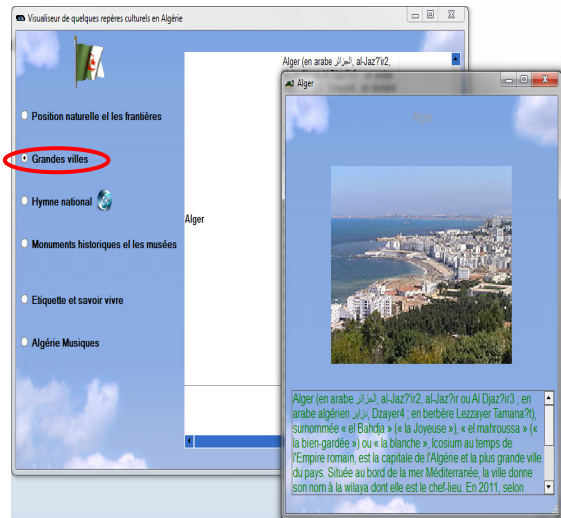 Visualiseur de quelques repères culturels en Algérie
Position naturelle el les frantières
Grandes villes
Hymne national
Monuments historiques el les musées
Etiquette et savoir vivre
Algérie Musiques
Alger
Alger (en arabe الجزائر, al-Jaz?'ir2,
Alger
Alger (en arabe الجزائر, al-Jaz?'ir2, al-Jaz?ir ou Al Djaz?ir3 ; en
arabe algérien دزاير, Dzayer4 ; en berbère Lezzayer Tamana?t),
surnommée « el Bahdja » (« la Joyeuse »), « el mahroussa » («
la bien-gardée ») ou « la blanche », Icosium au temps de
l'Empire romain, est la capitale de l'Algérie et la plus grande ville
du pays. Située au bord de la mer Méditerranée, la ville donne
son nom à la wilaya dont elle est le chef-lieu. En 2011, selon